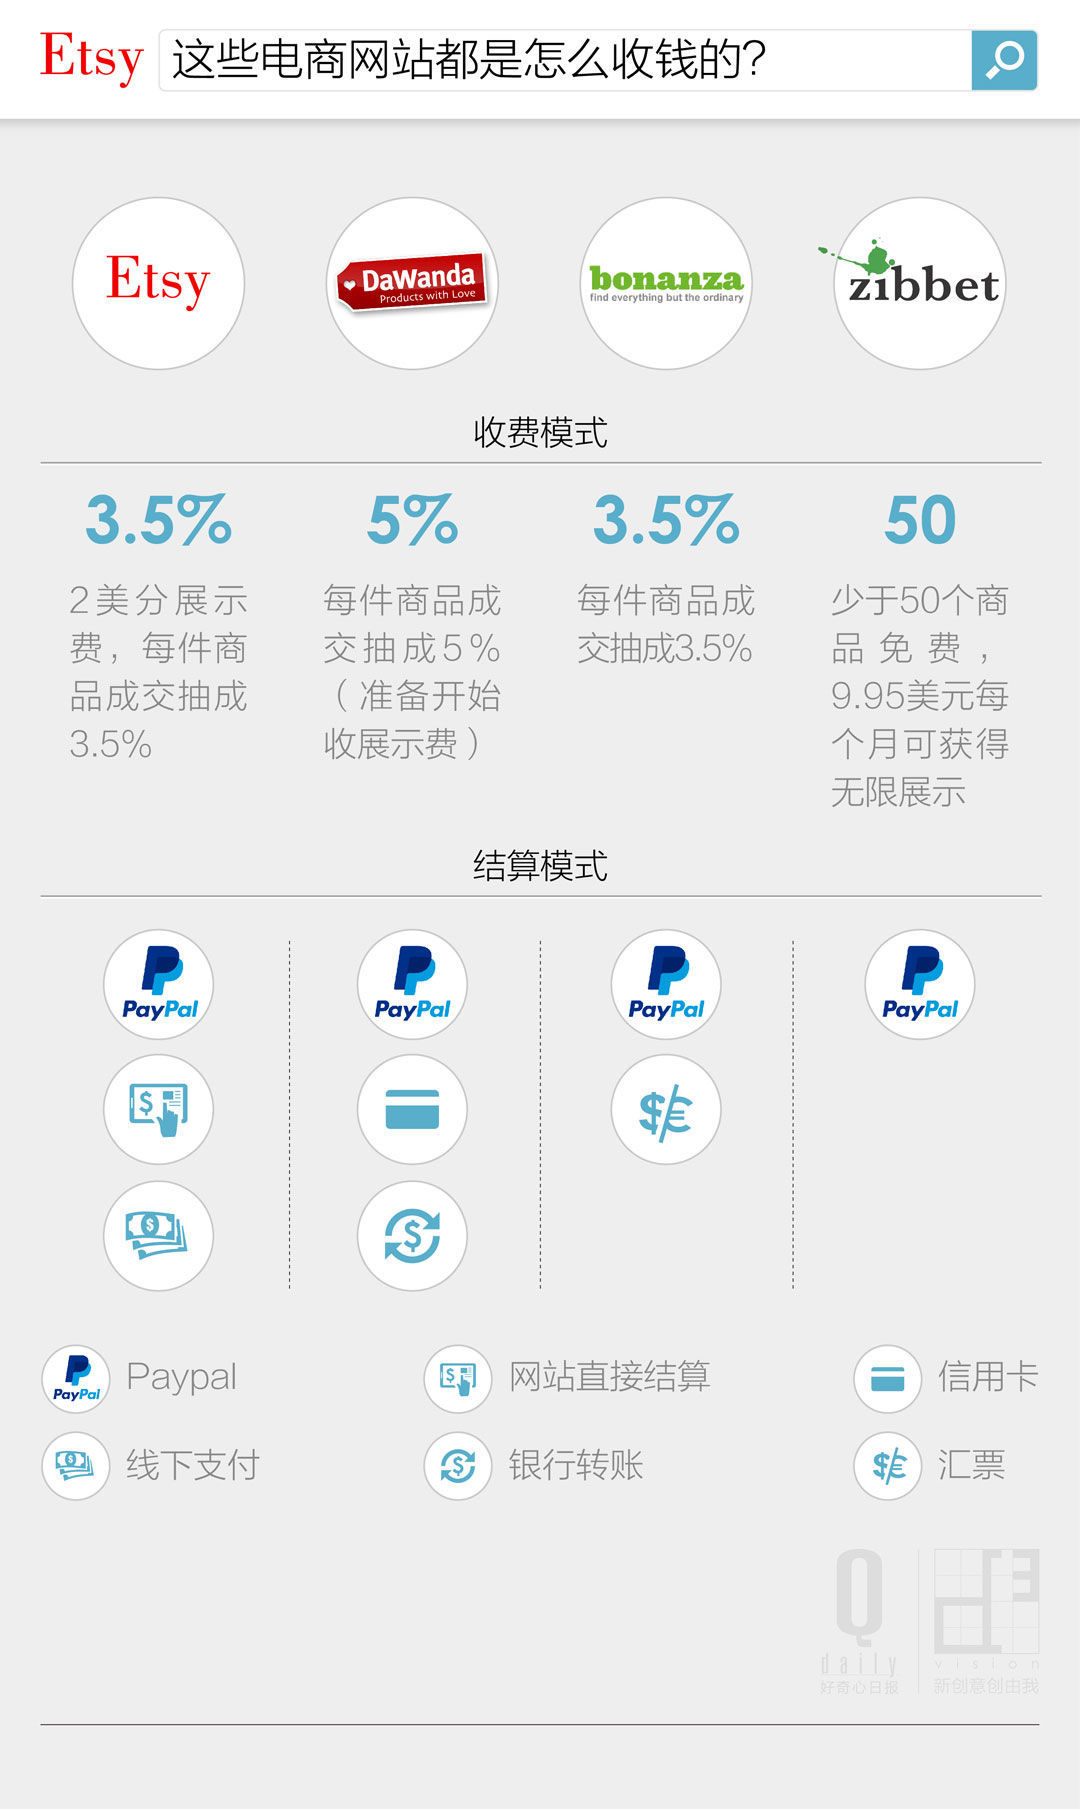 Etsy 这些电商网站都是怎么收钱的?
Etsy
DaWanda
Products with Love
bonanza
find everything but the ordinary
zibbet
收费模式
3.5%
5%
3.5%
50
2美分展示
费，每件商
品成交抽成
3.5%
每件商品成
交抽成5%
（准备开始
收展示费）
每件商品成
交抽成3.5%
少于50个商
品免费，
9.95美元每
个月可获得
无限展示
结算模式
PayPal
PayPal
PayPal
PayPal
PayPal Paypal
网站直接结算
信用卡
线下支付
银行转账
汇票
Q
daily
好奇心日报
vision
新创意创由我